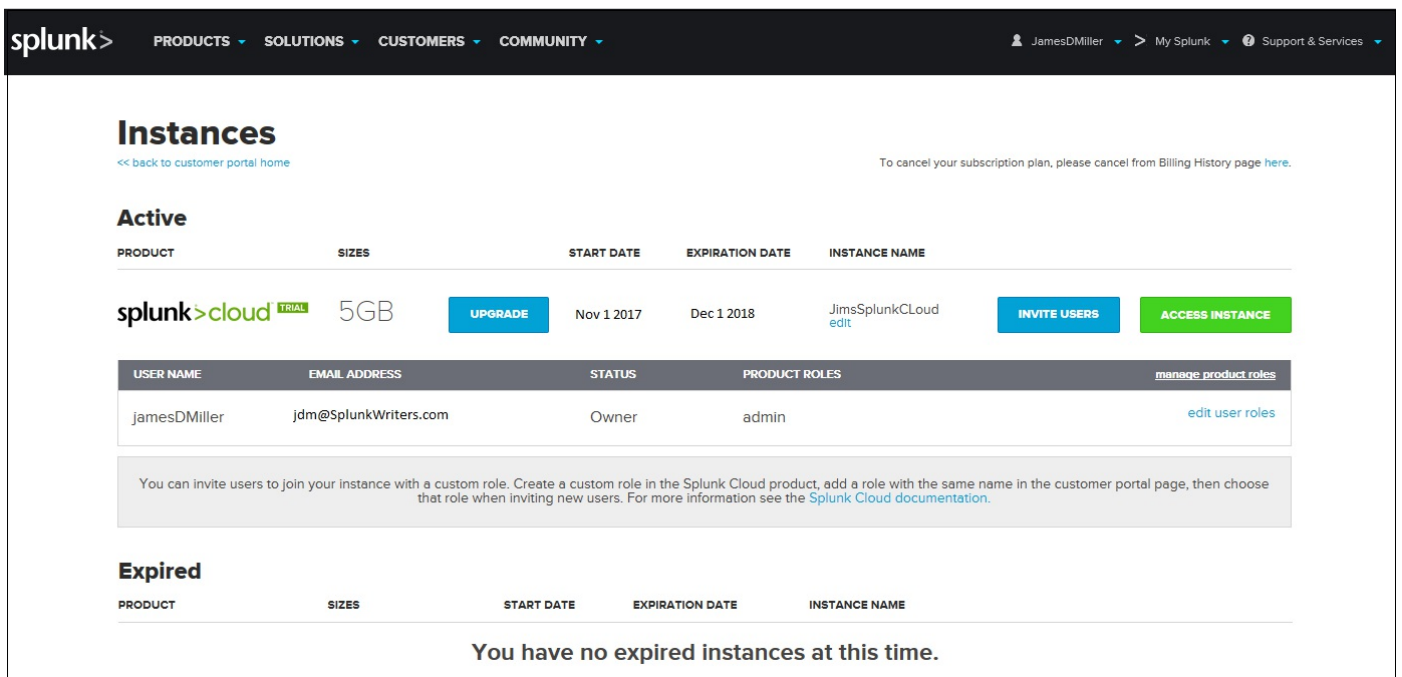 splunk> PRODUCTS SOLUTIONS CUSTOMERS COMMUNITY JamesDMiller > My Splunk Support & Services
Instances
<< back to customer portal home To cancel your subscription plan, please cancel from Billing History page here.
Active
PRODUCT SIZES START DATE EXPIRATION DATE INSTANCE NAME
splunk>cloud TRIAL 5GB UPGRADE Nov 1 2017 Dec 1 2018 JimsSplunkCLoud INVITE USERS ACCESS INSTANCE
edit
USER NAME EMAIL ADDRESS STATUS PRODUCT ROLES manage product roles
jamesDMiller jdm@SplunkWriters.com Owner admin edit user roles
You can invite users to join your instance with a custom role. Create a custom role in the Splunk Cloud product, add a role with the same name in the customer portal page, then choose
that role when inviting new users. For more information see the Splunk Cloud documentation.
Expired
PRODUCT SIZES START DATE EXPIRATION DATE INSTANCE NAME
You have no expired instances at this time.